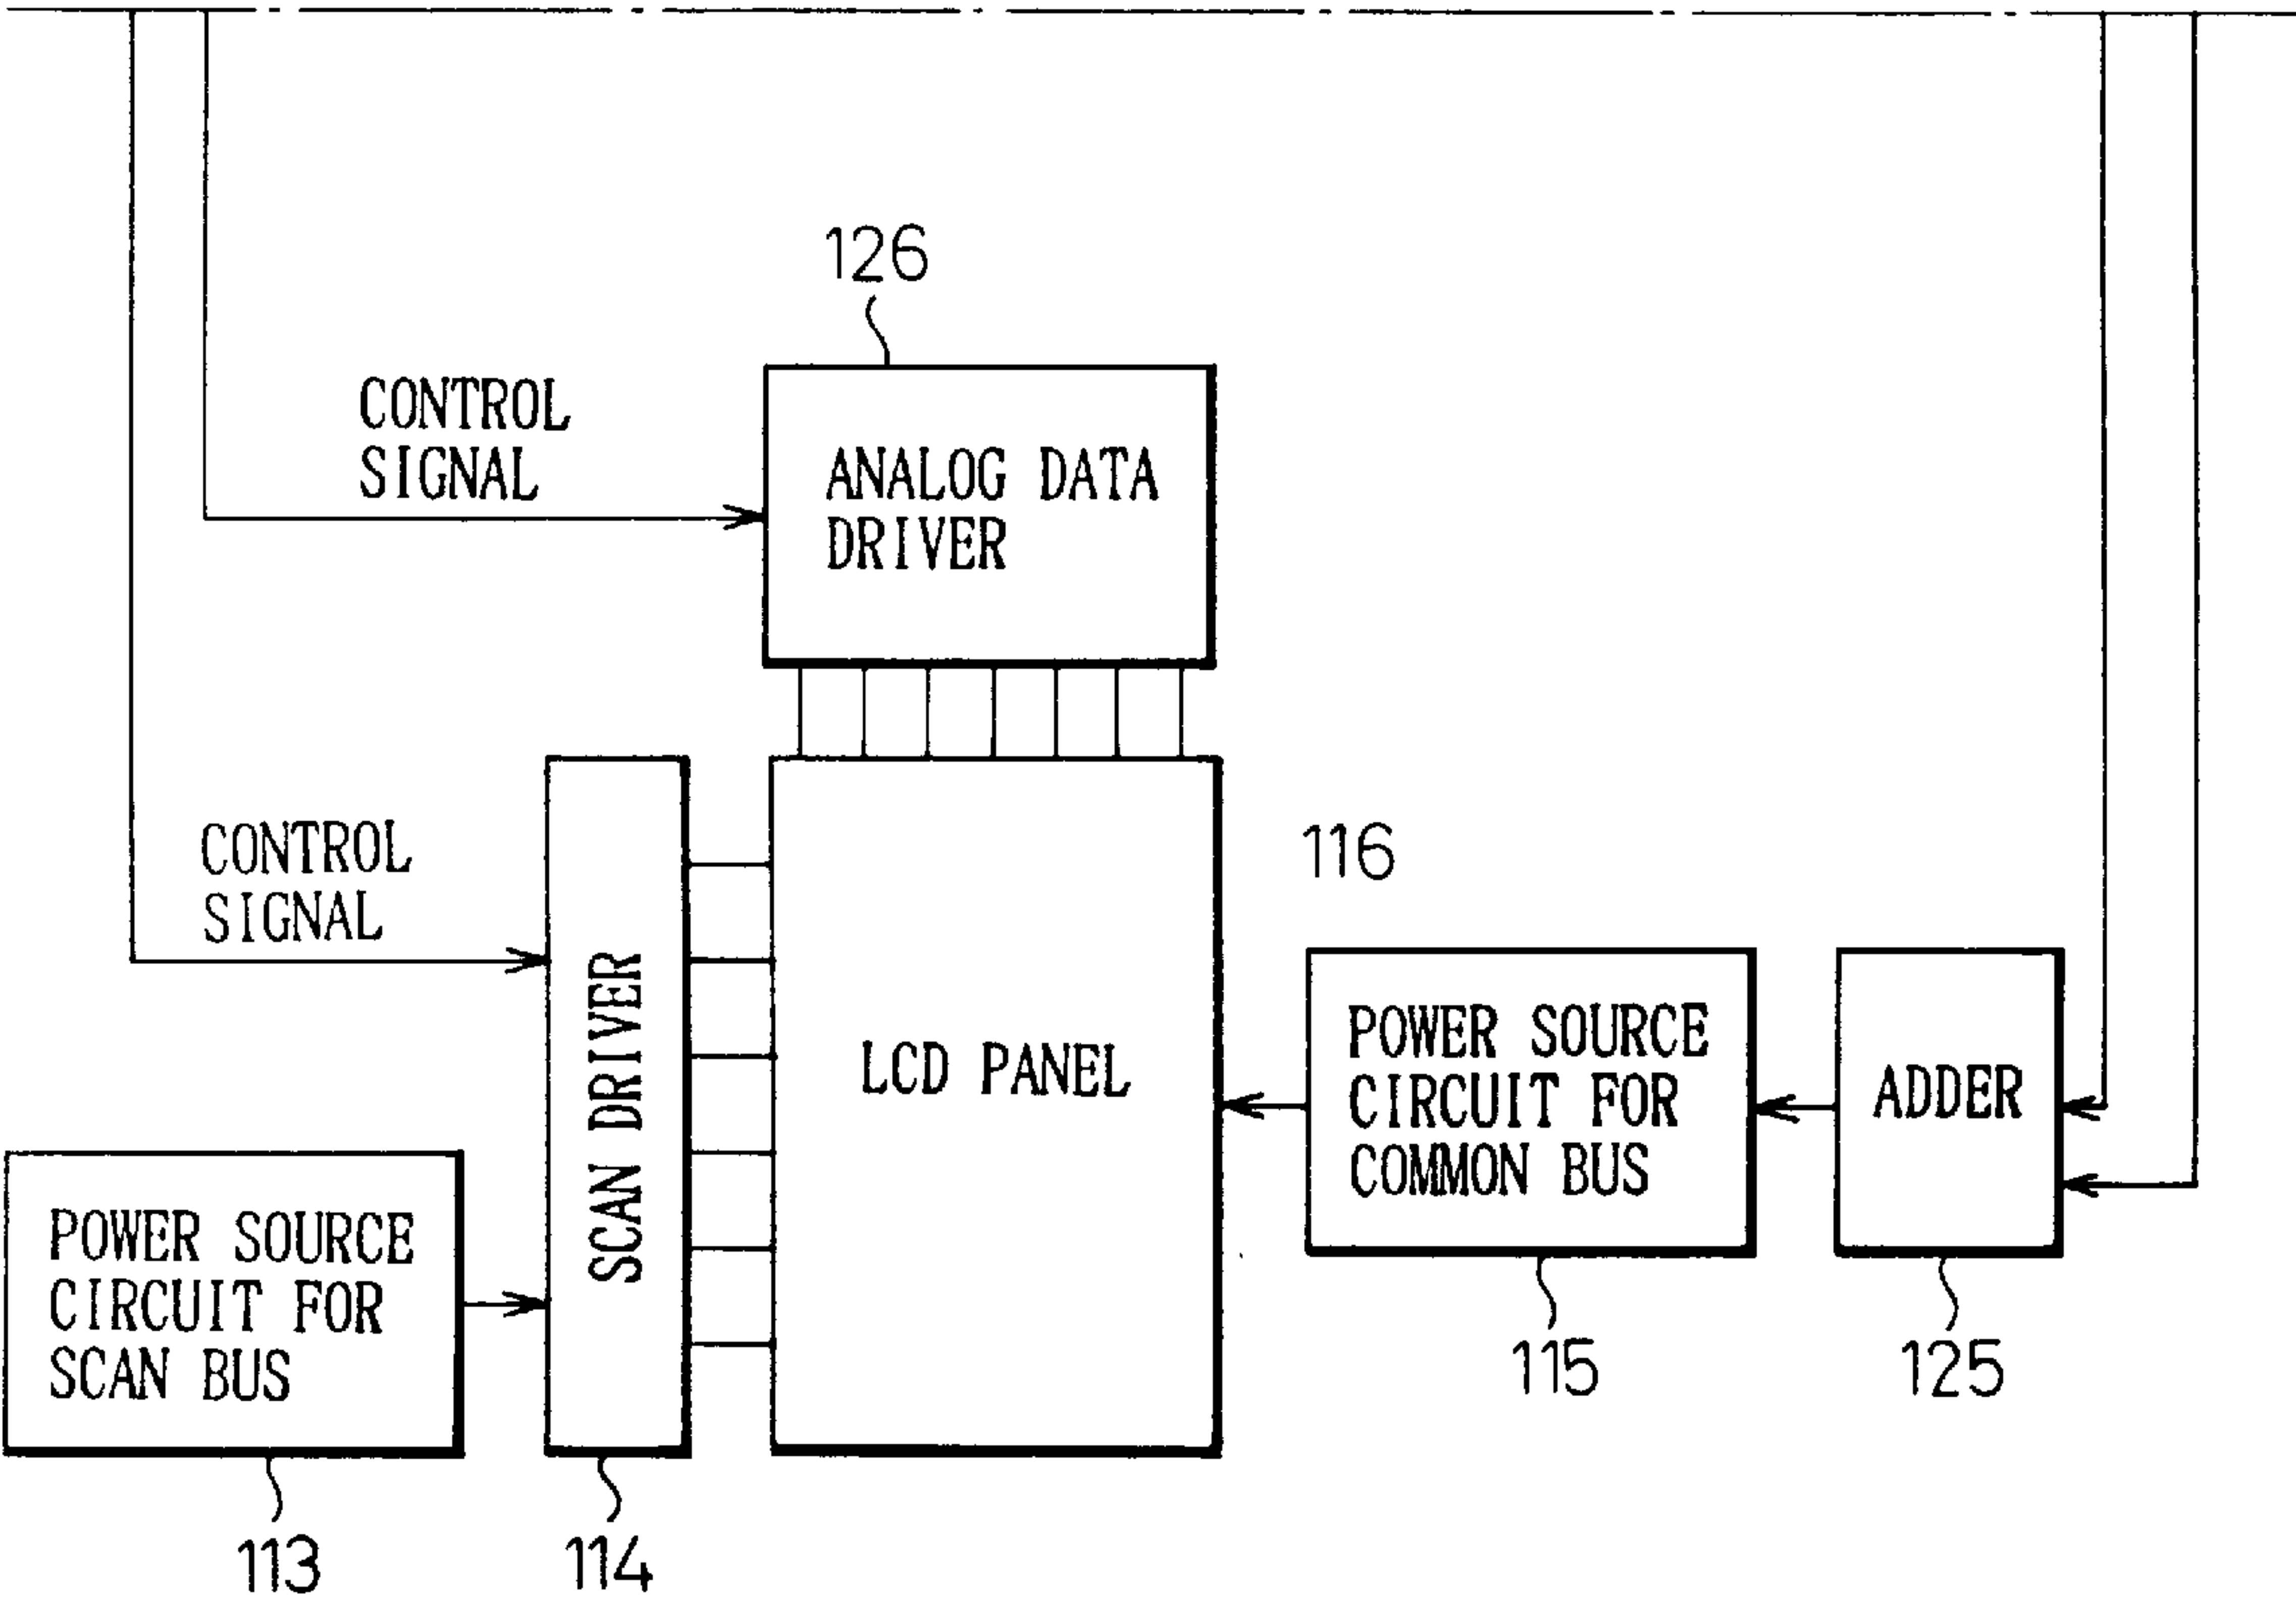 126
CONTROL
SIGNAL
ANALOG DATA
DRIVER
CONTROL
SIGNAL
SCAN DRIVER
LCD PANEL
116
POWER SOURCE
CIRCUIT FOR
COMMON BUS
ADDER
POWER SOURCE
CIRCUIT FOR
SCAN BUS
115
125
113
114